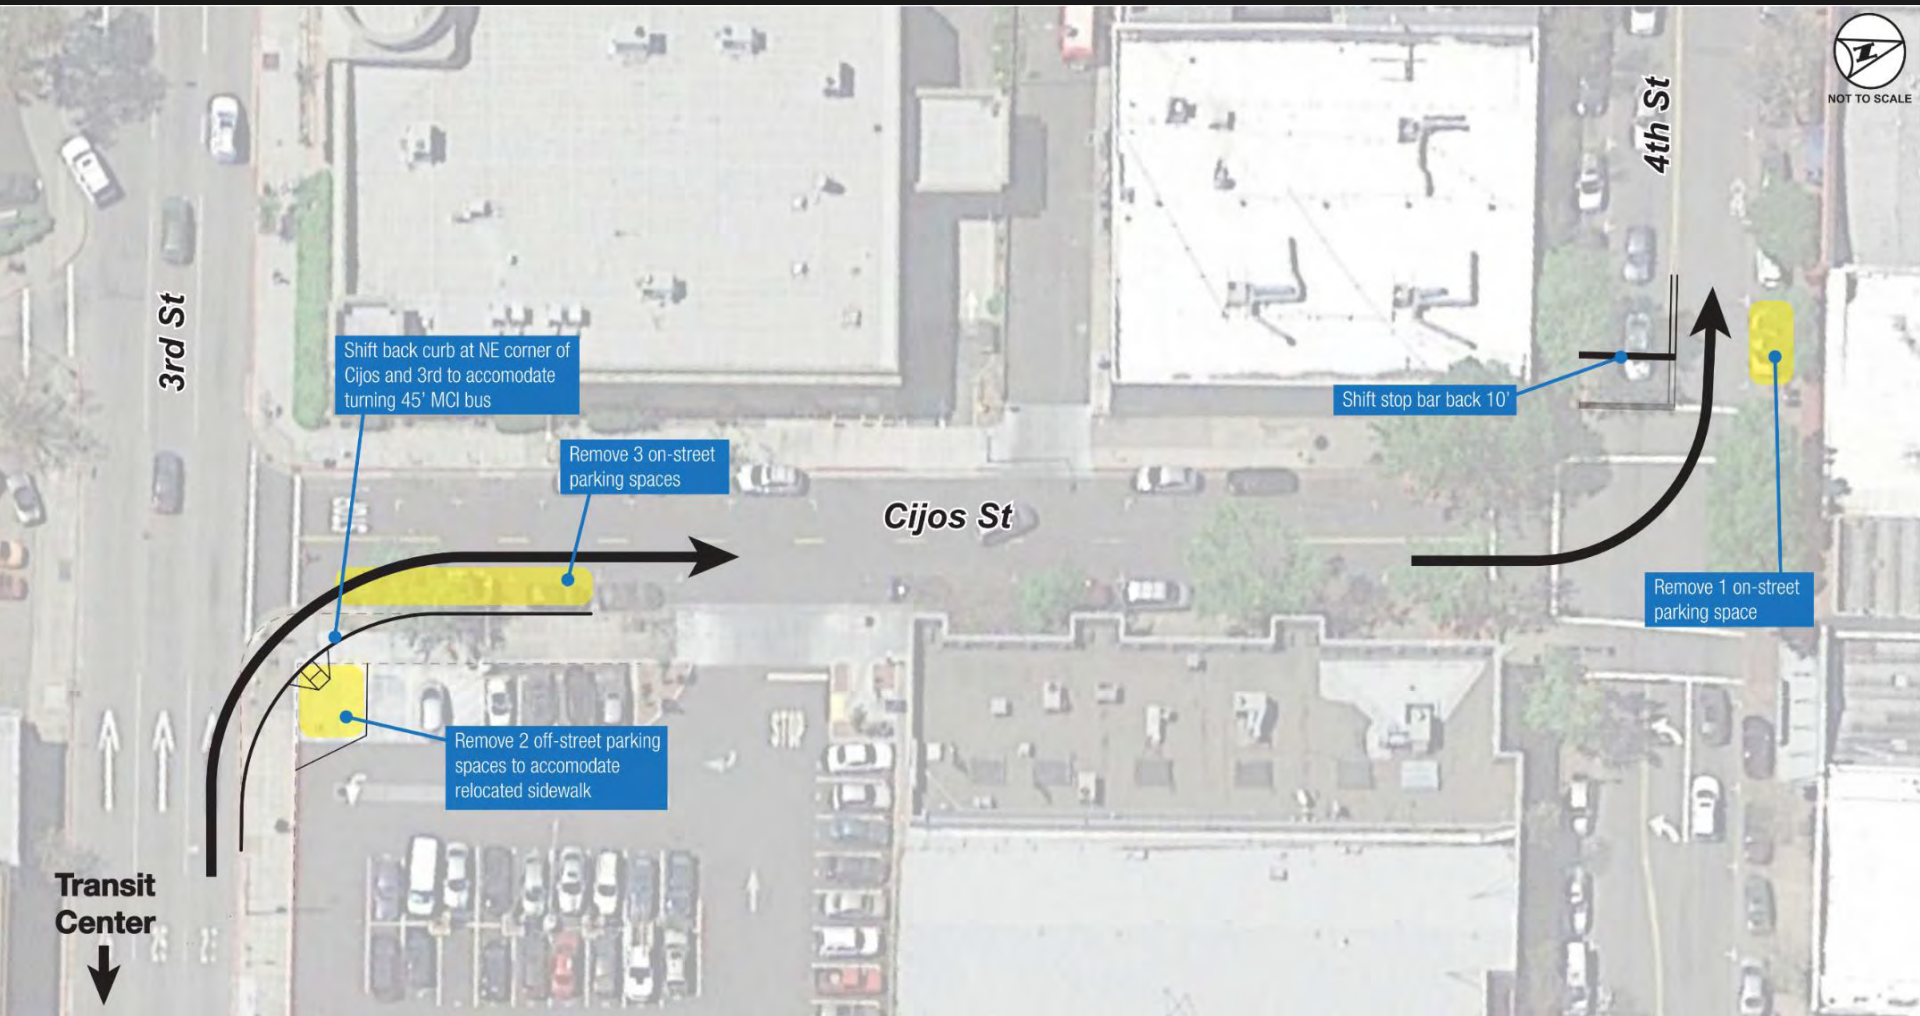 NOT TO SCALE
4th St
3rd St
Shift back curb at NE corner of
Cijos and 3rd to accomodate
turning 45' MCI bus
Shift stop bar back 10'
Remove 3 on-street
parking spaces
Cijos St
Remove 1 on-street
parking space
STOP
Remove 2 off-street parking
spaces to accomodate
relocated sidewalk
Transit
Center
25